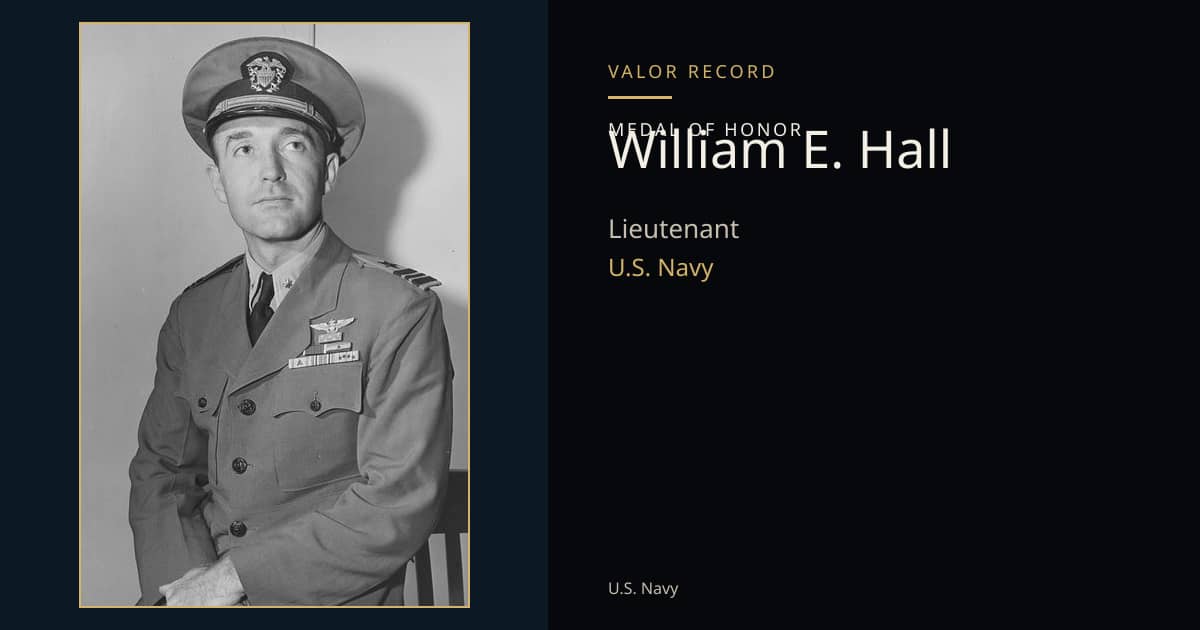 VALOR RECORD
MEDAL OF HONOR
William E. Hall
Lieutenant
U.S. Navy
U.S. Navy